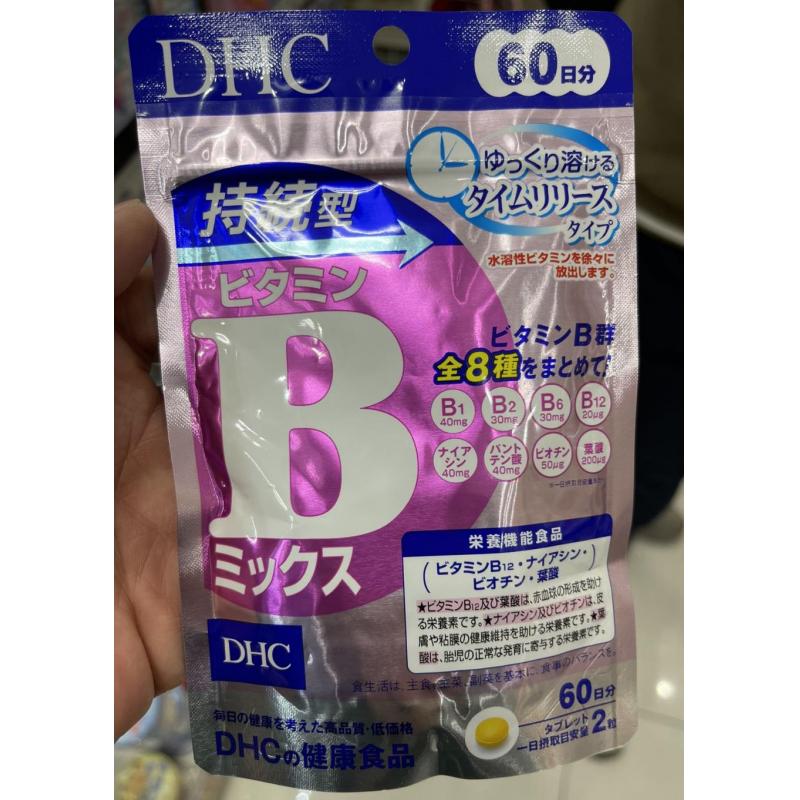 DHC
60日分
ゆっくり溶ける
タイムリリース
タイプ
水溶性ビタミンを徐々に
放出します。
持続型
ビタミン
B
ミックス
ビタミンB群
全8種をまとめて
B1
40mg
B2
30mg
B6
30mg
B12
20μg
ナイア
シン
40mg
パント
テン酸
40mg
ビオチン
50μg
葉酸
200μg
※一日摂取目安量あたり
栄養機能食品
(ビタミンB12・ナイアシン・
ビオチン・葉酸)
★ビタミンB12及び葉酸は、赤血球の形成を助け
る栄養素です。★ナイアシン及びビオチンは、皮
膚や粘膜の健康維持を助ける栄養素です。★葉
酸は、胎児の正常な発育に寄与する栄養素です。
食生活は、主食、主菜、副菜を基本に、食事のバランスを。
DHC
毎日の健康を考えた高品質・低価格
DHCの健康食品
60日分
タブレット
一日摂取目安量2粒